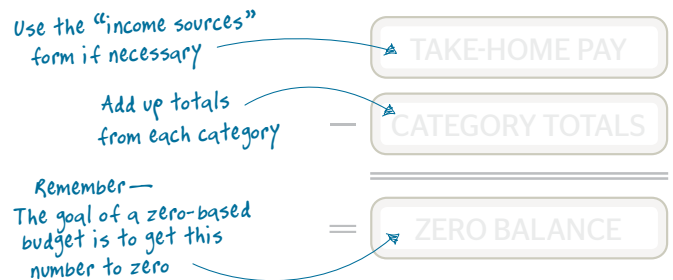 Use the “income sources”
form if necessary
TAKE-HOME PAY
Add up totals
from each category
— CATEGORY TOTALS
Remember—
The goal of a zero-based
budget is to get this
number to zero
= ZERO BALANCE